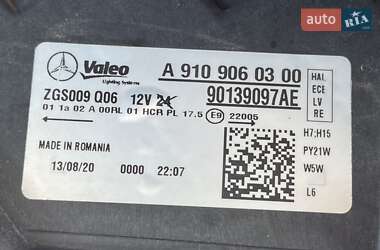 auto RIA.com
Valeo
Lighting Systems
A 910 906 03 00
90139097AE
ZGS009 Q06 12V
01 1a 02 A 00RL 01 HCR PL 17.5 E9 22005
MADE IN ROMANIA
13/08/20 0000 22:07
HAL
ECE
LV
RE
H7;H15
PY21W
W5W
L6